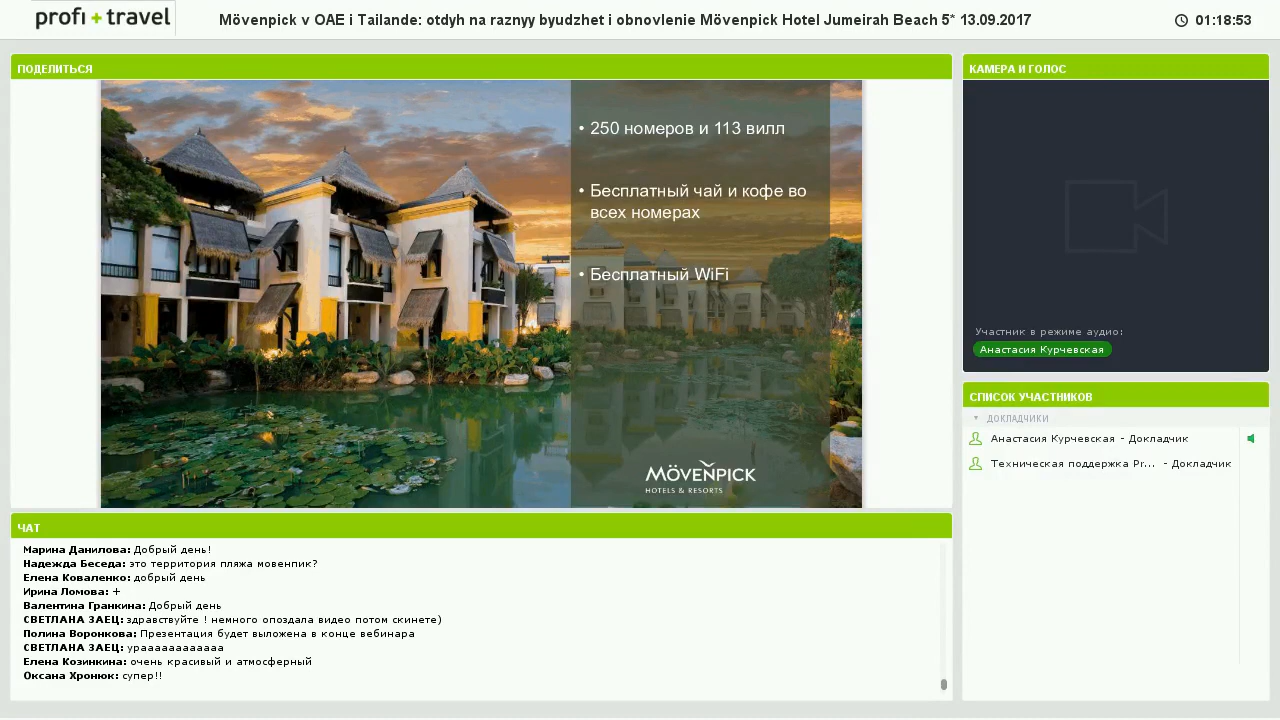 profi + travel
Mövenpick v OAE i Tailande: otdyh na raznyy byudzhet i obnovlenie Mövenpick Hotel Jumeirah Beach 5* 13.09.2017
01:18:53
ПОДЕЛИТЬСЯ
• 250 номеров и 113 вилл
• Бесплатный чай и кофе во
всех номерах
• Бесплатный WiFi
MÖVENPICK
HOTELS & RESORTS
КАМЕРА И ГОЛОС
Участник в режиме аудио:
Анастасия Курчевская
СПИСОК УЧАСТНИКОВ
ДОКЛАДЧИКИ
Анастасия Курчевская - Докладчик
Техническая поддержка Pr... - Докладчик
ЧАТ
Марина Данилова: Добрый день!
Надежда Беседа: это территория пляжа мовенпик?
Елена Коваленко: добрый день
Ирина Ломова: +
Валентина Гранкина: Добрый день
СВЕТЛАНА ЗАЕЦ: здравствуйте ! немного опоздала видео потом скинете)
Полина Воронкова: Презентация будет выложена в конце вебинара
СВЕТЛАНА ЗАЕЦ: ураааааааааааа
Елена Козинкина: очень красивый и атмосферный
Оксана Хронюк: супер!!